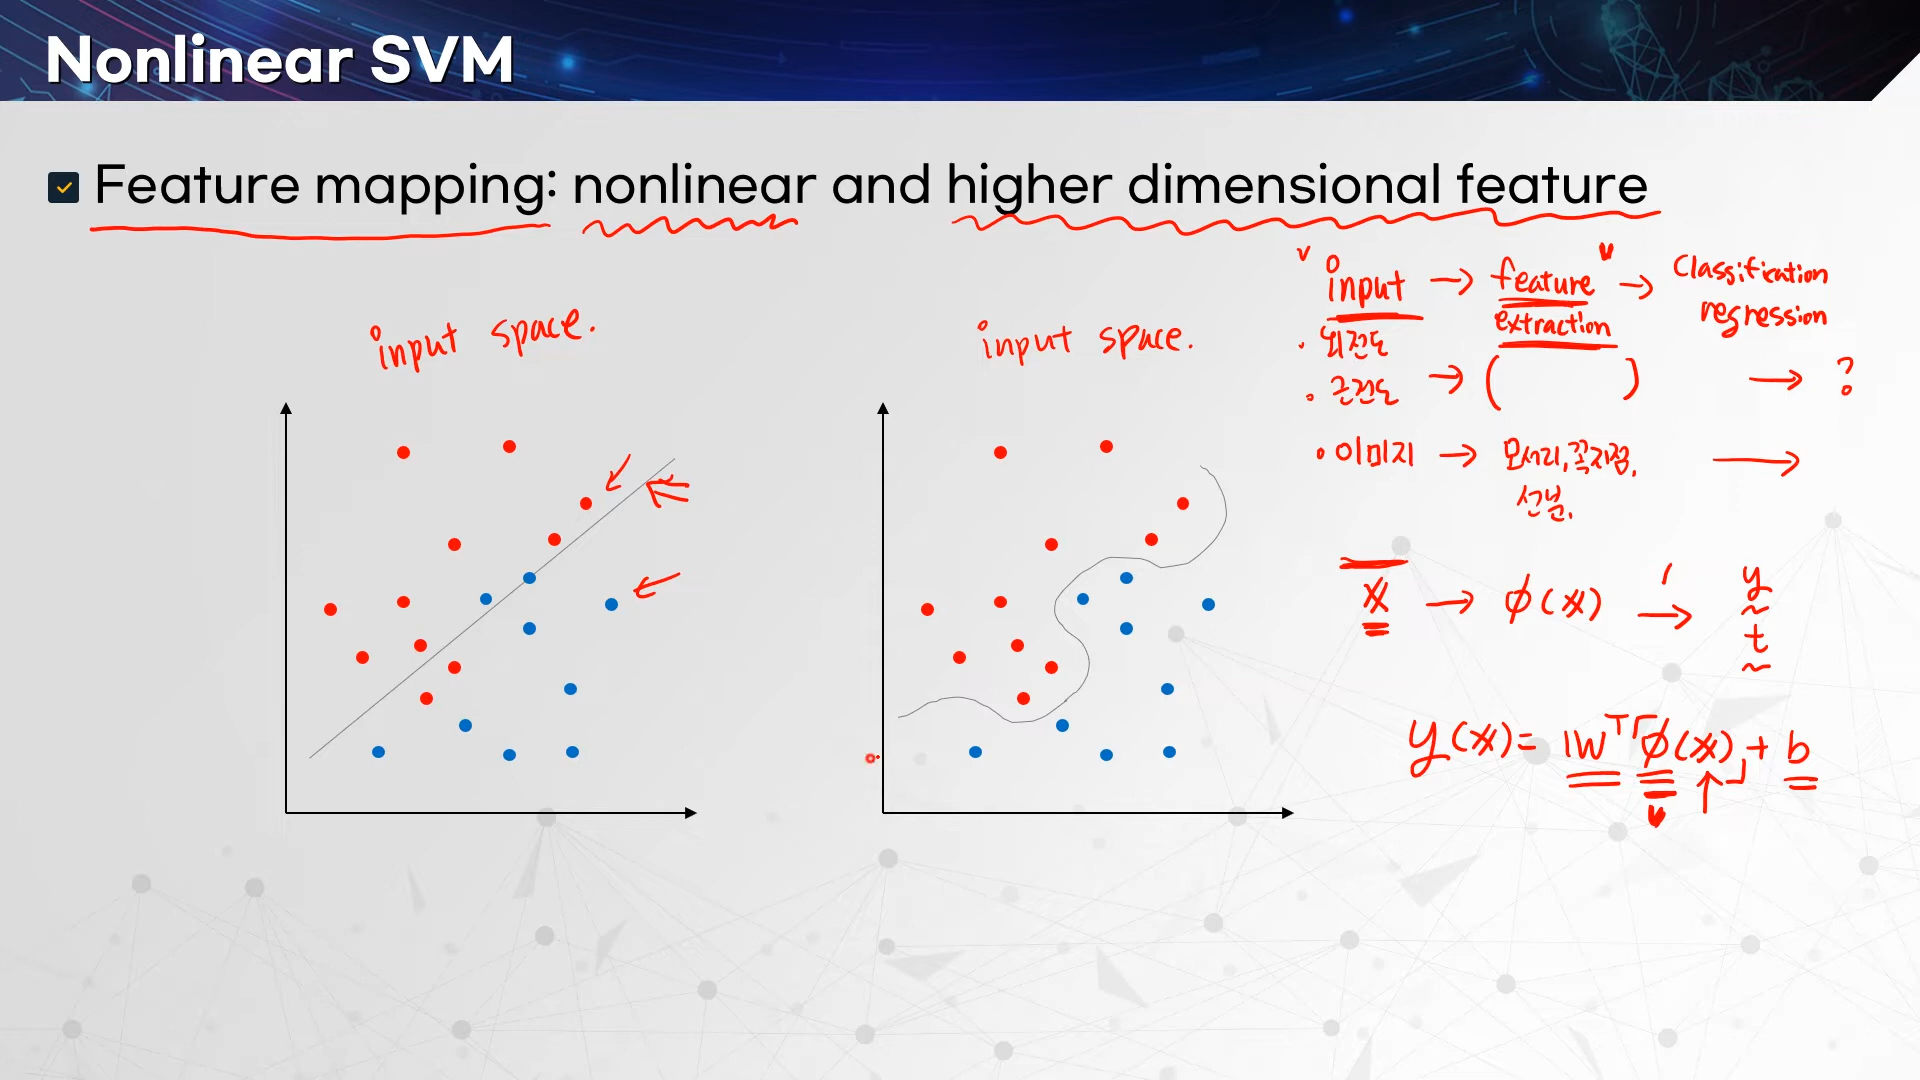 Nonlinear SVM
Feature mapping: nonlinear and higher dimensional feature
input space.
input space.
input → feature extraction → Classification regression
· 뇌전도
· 근전도 → ( ) → ?
· 이미지 → 모서리, 꼭지점, 선분. →
x → φ(x) → y
t
y(x) = wᵀφ(x) + b